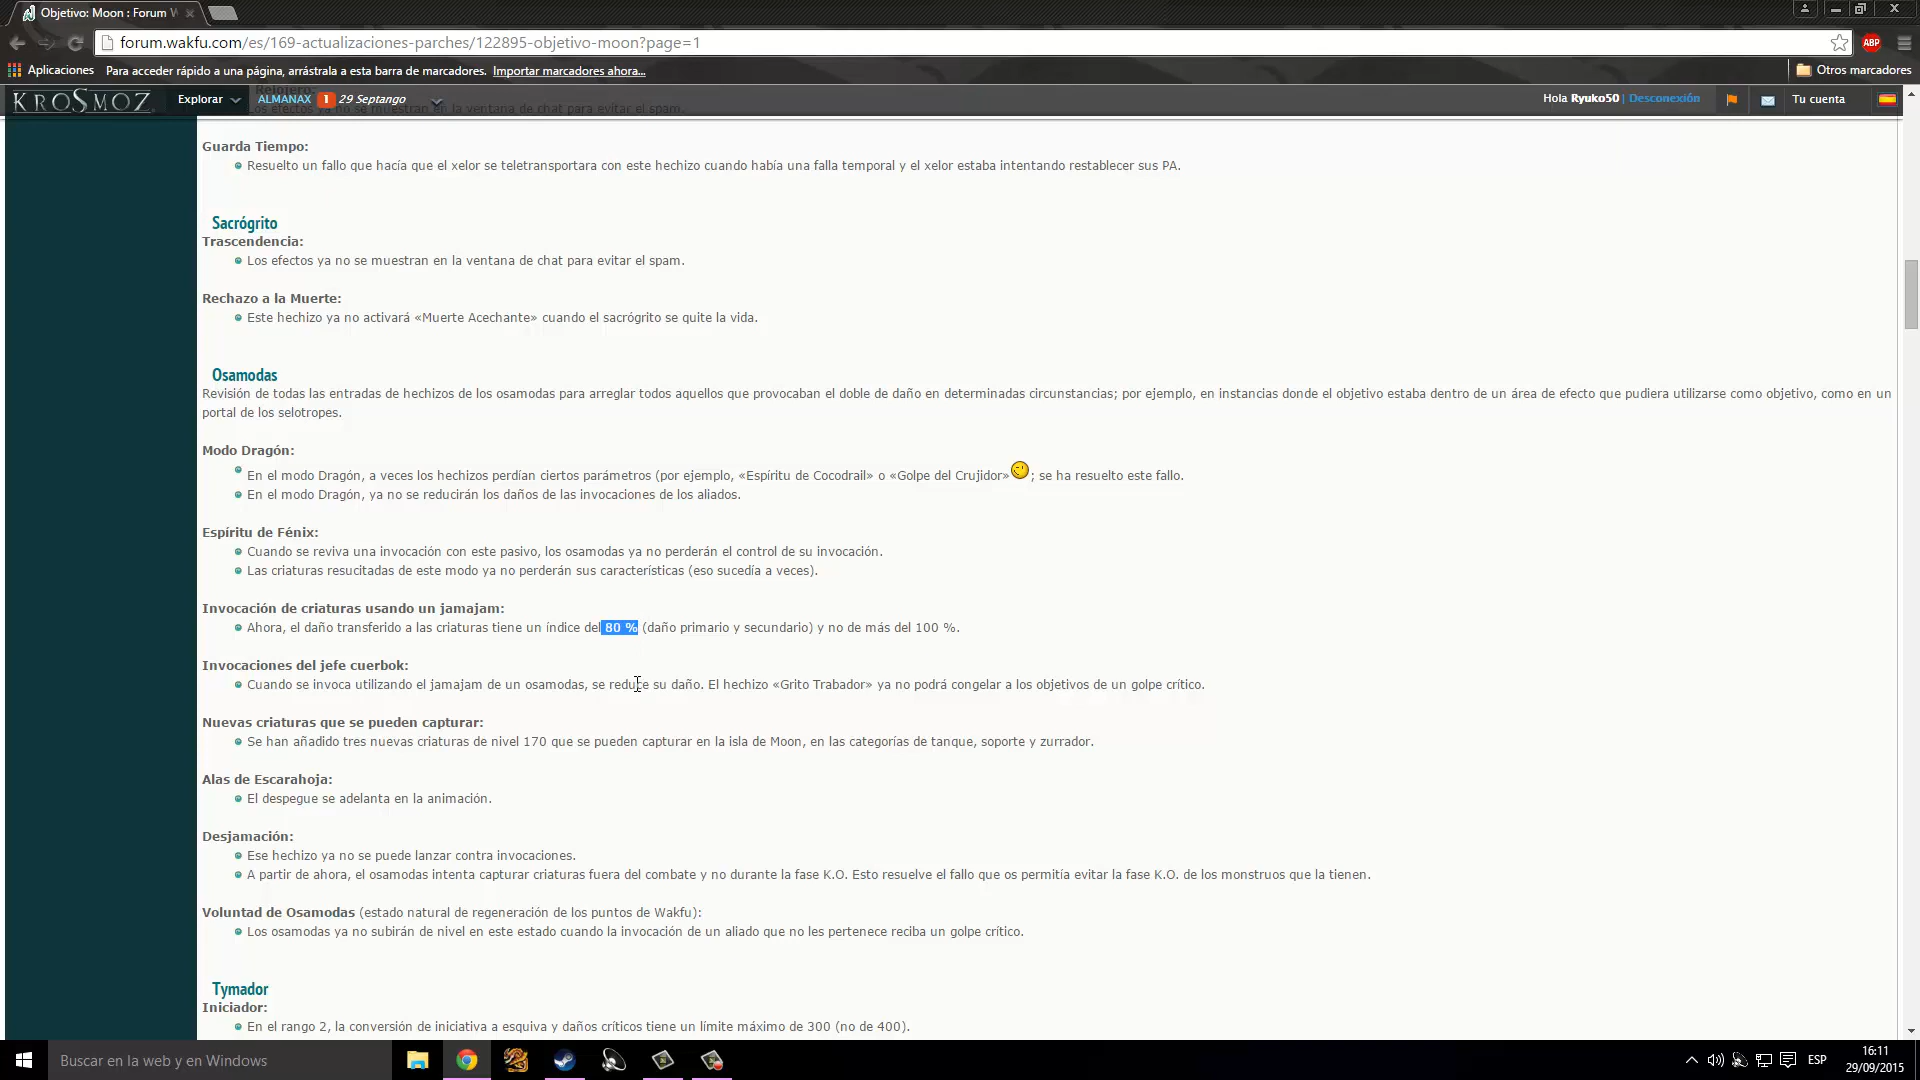 Objetivo: Moon : Forum W
forum.wakfu.com/es/169-actualizaciones-parches/122895-objetivo-moon?page=1
ABP
Aplicaciones Para acceder rápido a una página, arrástrala a esta barra de marcadores. Importar marcadores ahora... Otros marcadores
Relojero:
KROSMOZ Explorar ALMANAX 1 29 Septango Hola Ryuko50 | Desconexión Tu cuenta
Los efectos ya no se muestran en la ventana de chat para evitar el spam.
Guarda Tiempo:
Resuelto un fallo que hacía que el xelor se teletransportara con este hechizo cuando había una falla temporal y el xelor estaba intentando restablecer sus PA.
Sacrógrito
Trascendencia:
Los efectos ya no se muestran en la ventana de chat para evitar el spam.
Rechazo a la Muerte:
Este hechizo ya no activará «Muerte Acechante» cuando el sacrógrito se quite la vida.
Osamodas
Revisión de todas las entradas de hechizos de los osamodas para arreglar todos aquellos que provocaban el doble de daño en determinadas circunstancias; por ejemplo, en instancias donde el objetivo estaba dentro de un área de efecto que pudiera utilizarse como objetivo, como en un
portal de los selotropes.
Modo Dragón:
En el modo Dragón, a veces los hechizos perdían ciertos parámetros (por ejemplo, «Espíritu de Cocodrail» o «Golpe del Crujidor» ; se ha resuelto este fallo.
En el modo Dragón, ya no se reducirán los daños de las invocaciones de los aliados.
Espíritu de Fénix:
Cuando se reviva una invocación con este pasivo, los osamodas ya no perderán el control de su invocación.
Las criaturas resucitadas de este modo ya no perderán sus características (eso sucedía a veces).
Invocación de criaturas usando un jamajam:
Ahora, el daño transferido a las criaturas tiene un índice del 80 % (daño primario y secundario) y no de más del 100 %.
Invocaciones del jefe cuerbok:
Cuando se invoca utilizando el jamajam de un osamodas, se reduce su daño. El hechizo «Grito Trabador» ya no podrá congelar a los objetivos de un golpe crítico.
Nuevas criaturas que se pueden capturar:
Se han añadido tres nuevas criaturas de nivel 170 que se pueden capturar en la isla de Moon, en las categorías de tanque, soporte y zurrador.
Alas de Escarahoja:
El despegue se adelanta en la animación.
Desjamación:
Ese hechizo ya no se puede lanzar contra invocaciones.
A partir de ahora, el osamodas intenta capturar criaturas fuera del combate y no durante la fase K.O. Esto resuelve el fallo que os permitía evitar la fase K.O. de los monstruos que la tienen.
Voluntad de Osamodas (estado natural de regeneración de los puntos de Wakfu):
Los osamodas ya no subirán de nivel en este estado cuando la invocación de un aliado que no les pertenece reciba un golpe crítico.
Tymador
Iniciador:
En el rango 2, la conversión de iniciativa a esquiva y daños críticos tiene un límite máximo de 300 (no de 400).
Buscar en la web y en Windows
ESP
16:11
29/09/2015